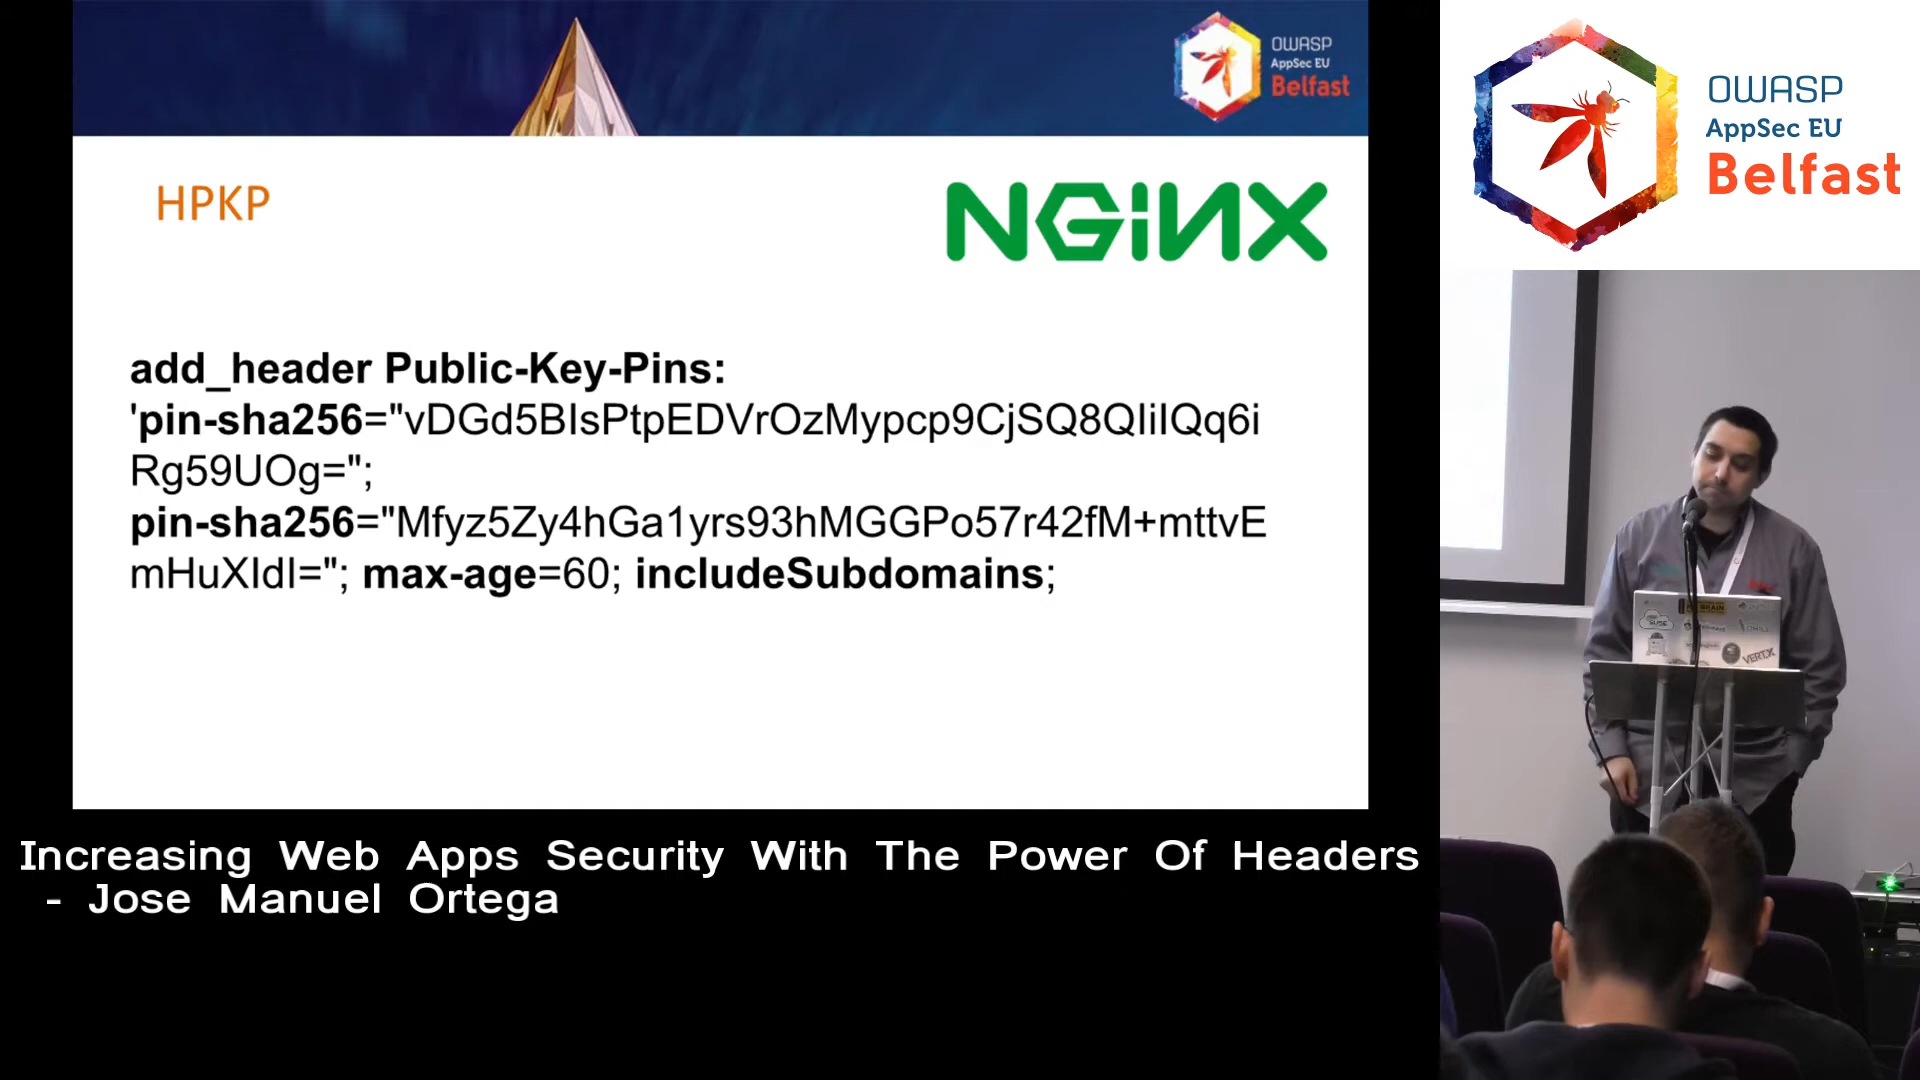 OWASP
AppSec EU
Belfast
HPKP
NGINX
add_header Public-Key-Pins:
'pin-sha256="vDGd5BIsPtpEDVrOzMypcp9CjSQ8QIiIQq6i
Rg59UOg=";
pin-sha256="Mfyz5Zy4hGa1yrs93hMGGPo57r42fM+mttvE
mHuXIdI="; max-age=60; includeSubdomains;
Increasing Web Apps Security With The Power Of Headers
- Jose Manuel Ortega
OWASP
AppSec EU
Belfast
VERT.X